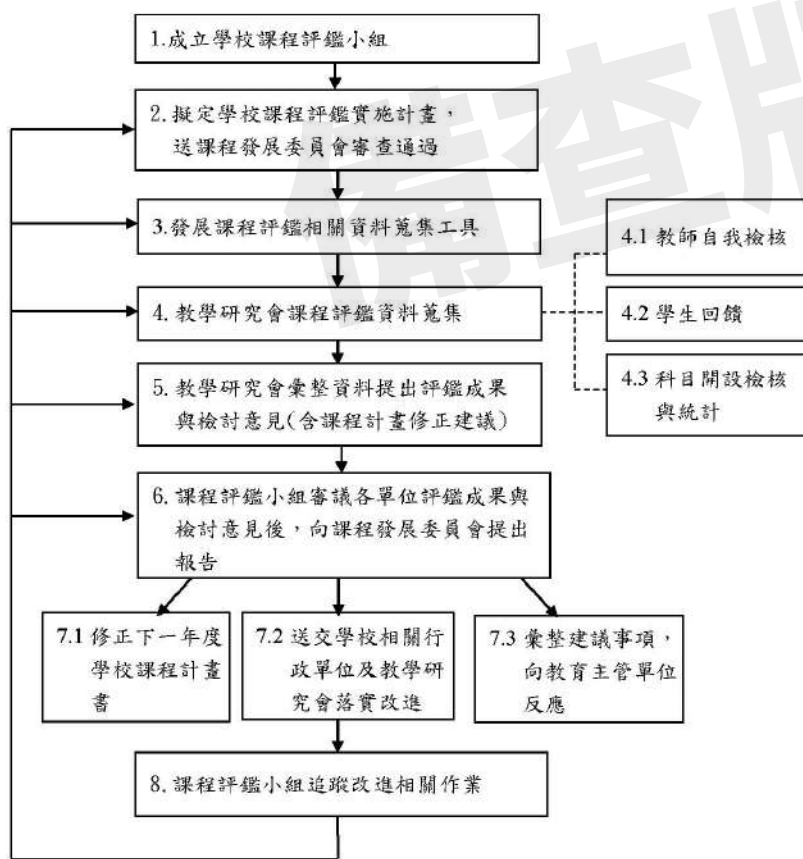 備查版
1.成立學校課程評鑑小組
2.擬定學校課程評鑑實施計畫，
送課程發展委員會審查通過
3.發展課程評鑑相關資料蒐集工具
4.教學研究會課程評鑑資料蒐集
4.1 教師自我檢核
4.2 學生回饋
4.3 科目開設檢核
與統計
5.教學研究會彙整資料提出評鑑成果
與檢討意見(含課程計畫修正建議)
6.課程評鑑小組審議各單位評鑑成果與
檢討意見後，向課程發展委員會提出
報告
7.1 修正下一年度
學校課程計畫
書
7.2 送交學校相關行
政單位及教學研
究會落實改進
7.3 彙整建議事項，
向教育主管單位
反應
8.課程評鑑小組追蹤改進相關作業